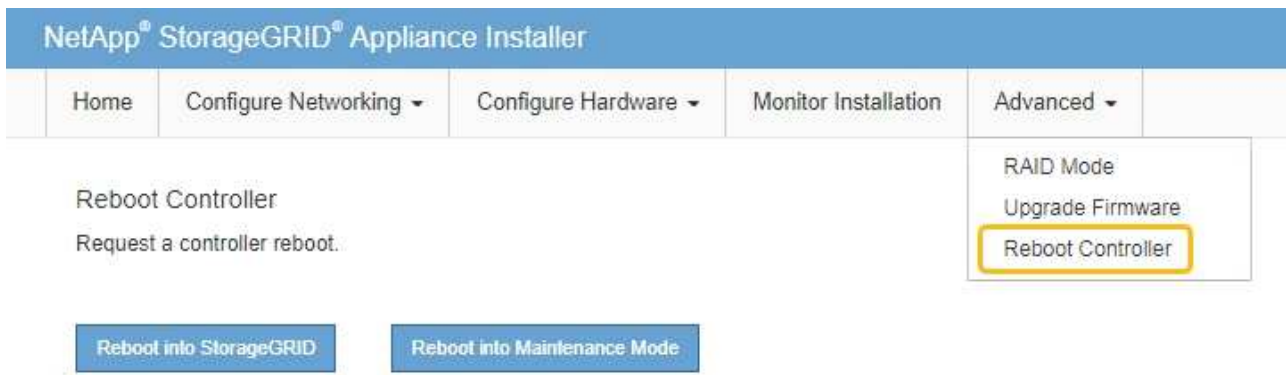 NetApp® StorageGRID® Appliance Installer
Home Configure Networking Configure Hardware Monitor Installation Advanced
RAID Mode
Upgrade Firmware
Reboot Controller
Reboot Controller
Request a controller reboot.
Reboot into StorageGRID Reboot into Maintenance Mode